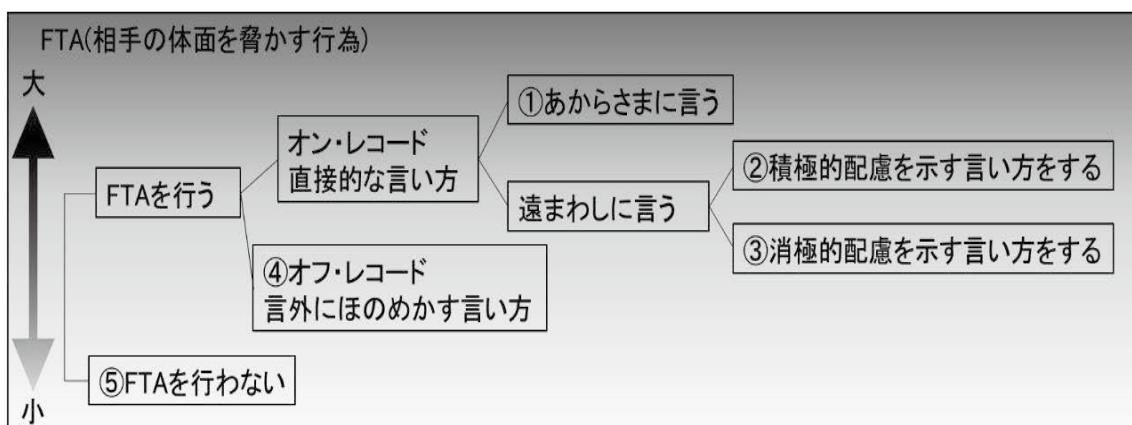 FTA(相手の体面を脅かす行為)
大
①あからさまに言う
オン・レコード
直接的な言い方
②積極的配慮を示す言い方をする
FTAを行う
遠まわしに言う
③消極的配慮を示す言い方をする
④オフ・レコード
言外にほのめかす言い方
⑤FTAを行わない
小